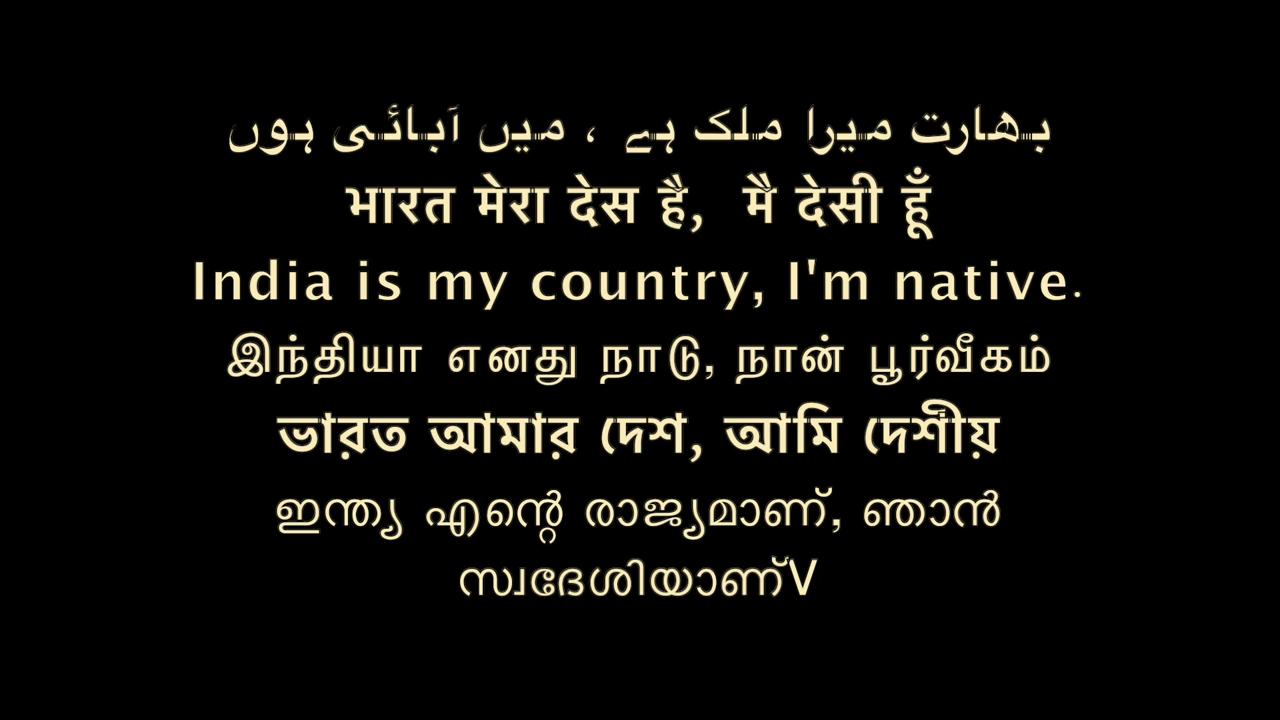 بھارت میرا ملک ہے ، میں آبائی ہوں
भारत मेरा देस है, मै देसी हूँ
India is my country, I'm native.
இந்தியா எனது நாடு, நான் பூர்வீகம்
ভারত আমার দেশ, আমি দেশীয়
ഇന്ത്യ എന്റെ രാജ്യമാണ്, ഞാൻ
സ്വദേശിയാണ്V